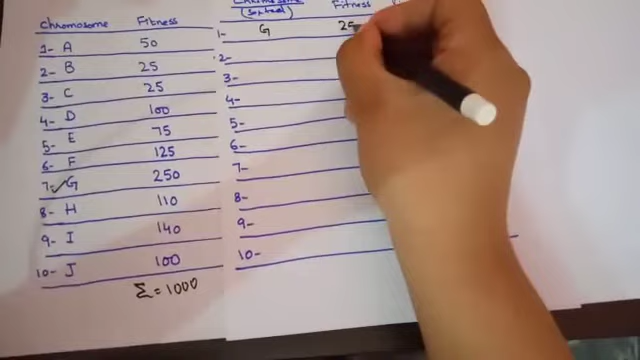 Chromosome Fitness
1- A 50
2- B 25
3- C 25
4- D 100
5- E 75
6- F 125
7- ✓ G 250
8- H 110
9- I 140
10- J 100
Σ = 1000
Chromosome Fitness
(sorted)
1- G 25
2-
3-
4-
5-
6-
7-
8-
9-
10-